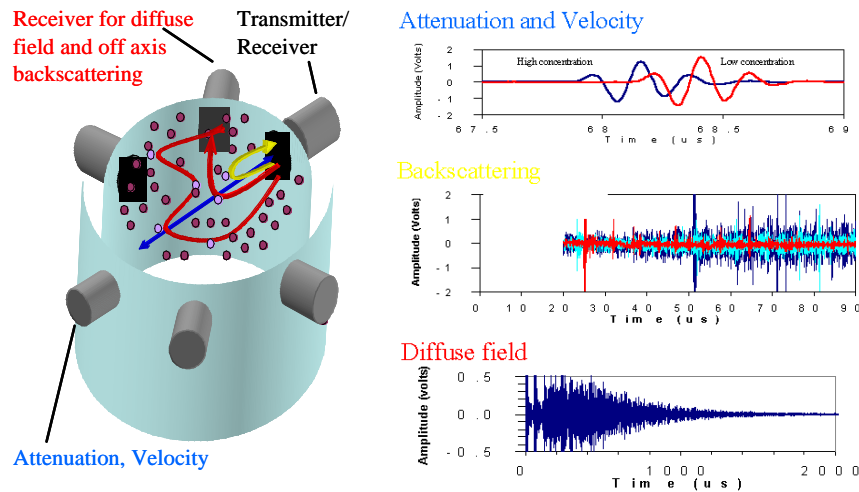 Receiver for diffuse
field and off axis
backscattering
Transmitter/
Receiver
Attenuation, Velocity
Attenuation and Velocity
Amplitude (Volts)
2
1
0
- 1
- 2
High concentration
Low concentration
67.5 68 68.5 69
Time (us)
Backscattering
Amplitude (Volts)
2
1
0
- 1
- 2
0 10 20 30 40 50 60 70 80 90
Time (us)
Diffuse field
Amplitude (volts)
0.5
0.0
-0.5
0 1000 2000
Time (us)